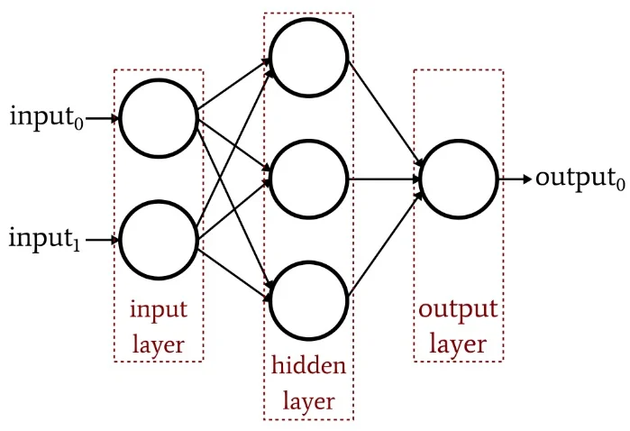 input₀
input₁
input
layer
hidden
layer
output
layer
output₀